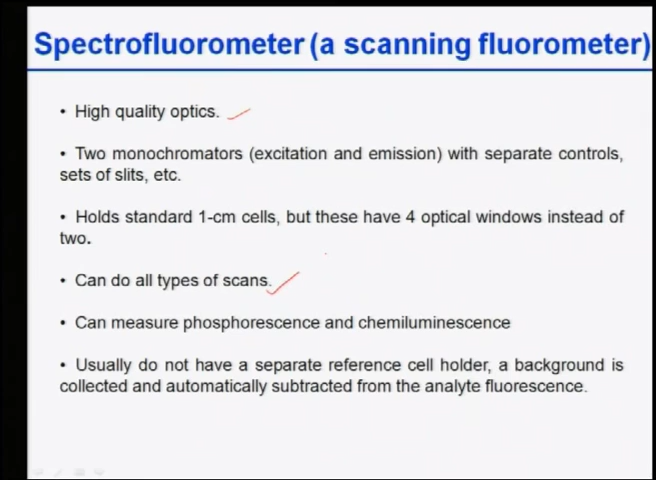 Spectrofluorometer (a scanning fluorometer)
• High quality optics.
• Two monochromators (excitation and emission) with separate controls,
sets of slits, etc.
• Holds standard 1-cm cells, but these have 4 optical windows instead of
two.
• Can do all types of scans.
• Can measure phosphorescence and chemiluminescence
• Usually do not have a separate reference cell holder, a background is
collected and automatically subtracted from the analyte fluorescence.